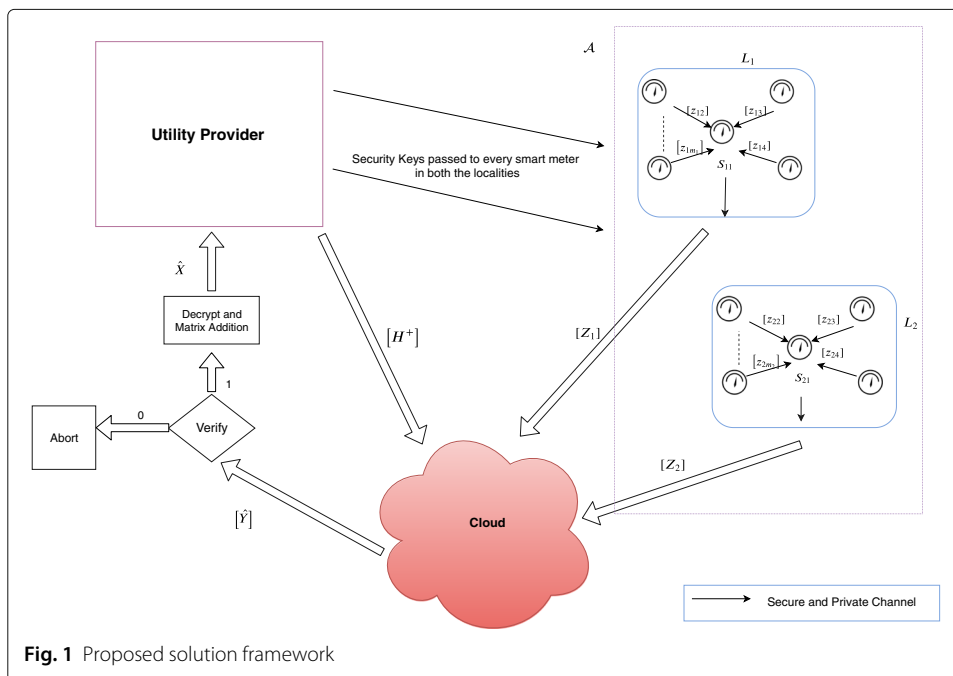 𝒜
L₁
[z₁₂]
[z₁₃]
[z₁ₘ₁]
[z₁₄]
S₁₁
Utility Provider
Security Keys passed to every smart meter
in both the localities
X̂
Decrypt and
Matrix Addition
[H⁺]
[Z₁]
L₂
[z₂₂]
[z₂₃]
[z₂ₘ₂]
[z₂₄]
S₂₁
1
0
Abort
Verify
[Z₂]
[Ŷ]
Cloud
Secure and Private Channel
Fig. 1 Proposed solution framework